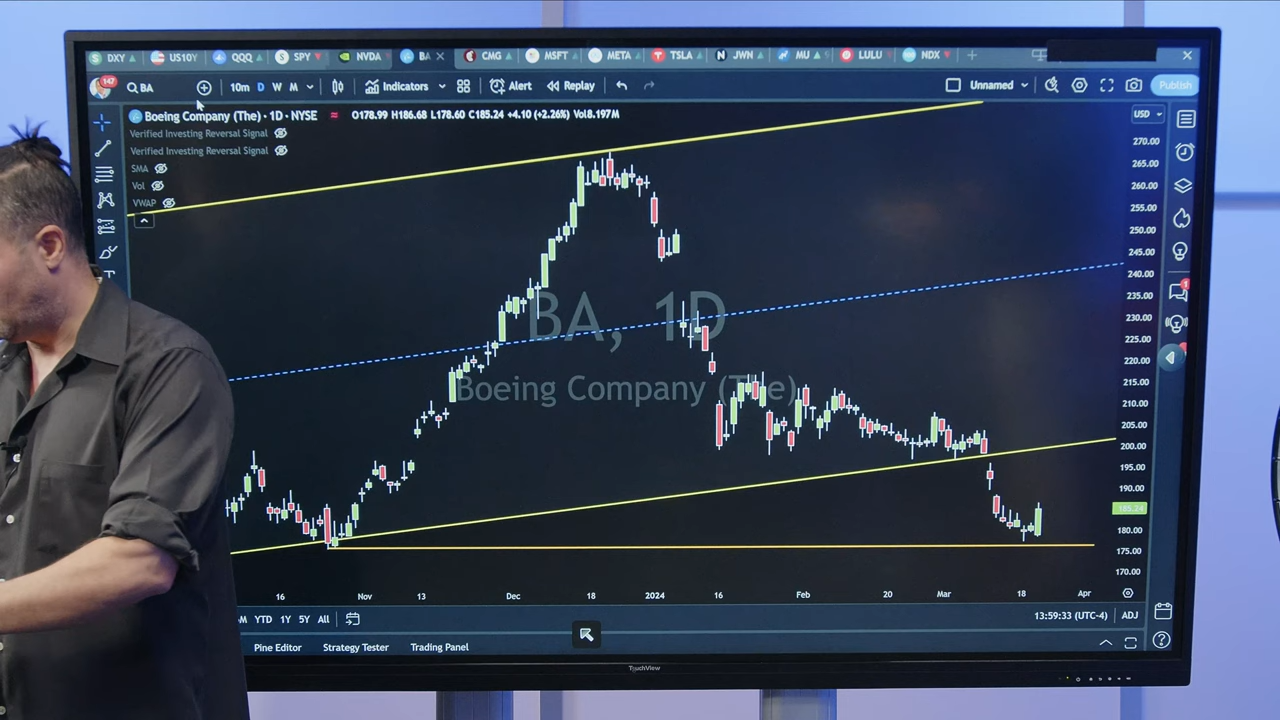 DXY US10Y QQQ SPY NVDA BA CMG MSFT META TSLA JWN MU LULU NDX
147 BA 10m D W M Indicators Alert Replay Unnamed Publish
Boeing Company (The) · 1D · NYSE O178.99 H186.68 L178.60 C185.24 +4.10 (+2.26%) Vol8.197M USD
Verified Investing Reversal Signal
Verified Investing Reversal Signal
SMA
Vol
VWAP
270.00
265.00
260.00
255.00
250.00
245.00
240.00
235.00
230.00
225.00
220.00
215.00
210.00
205.00
200.00
195.00
190.00
185.24
180.00
175.00
170.00
BA, 1D
Boeing Company (The)
16 Nov 13 Dec 18 2024 16 Feb 20 Mar 18 Apr
YTD 1Y 5Y All 13:59:33 (UTC-4) ADJ
Pine Editor Strategy Tester Trading Panel
TouchView